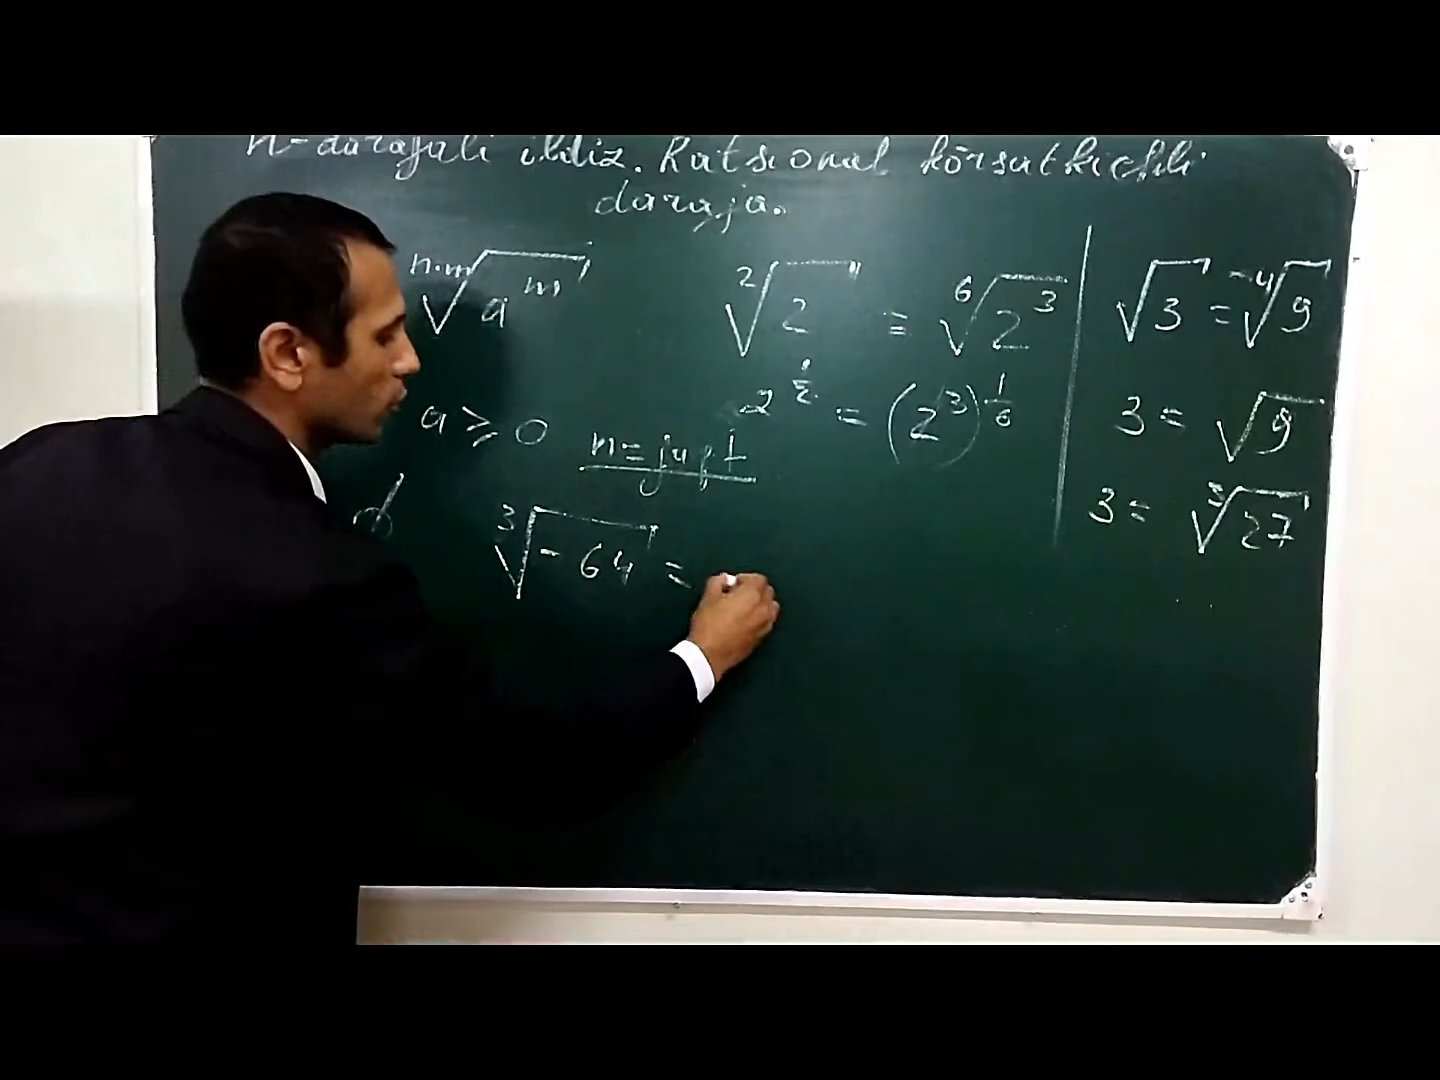 n-darajali ildiz. Ratsional ko'rsatkichli
daraja.
ⁿ·ᵐ√aᵐ
²√2 = ⁶√2³
√3 = ⁴√9
2^(1/2) = (2³)^(1/6)
3 = √9
a ⩾ 0 n = juft
3 = ³√27
³√-64 =